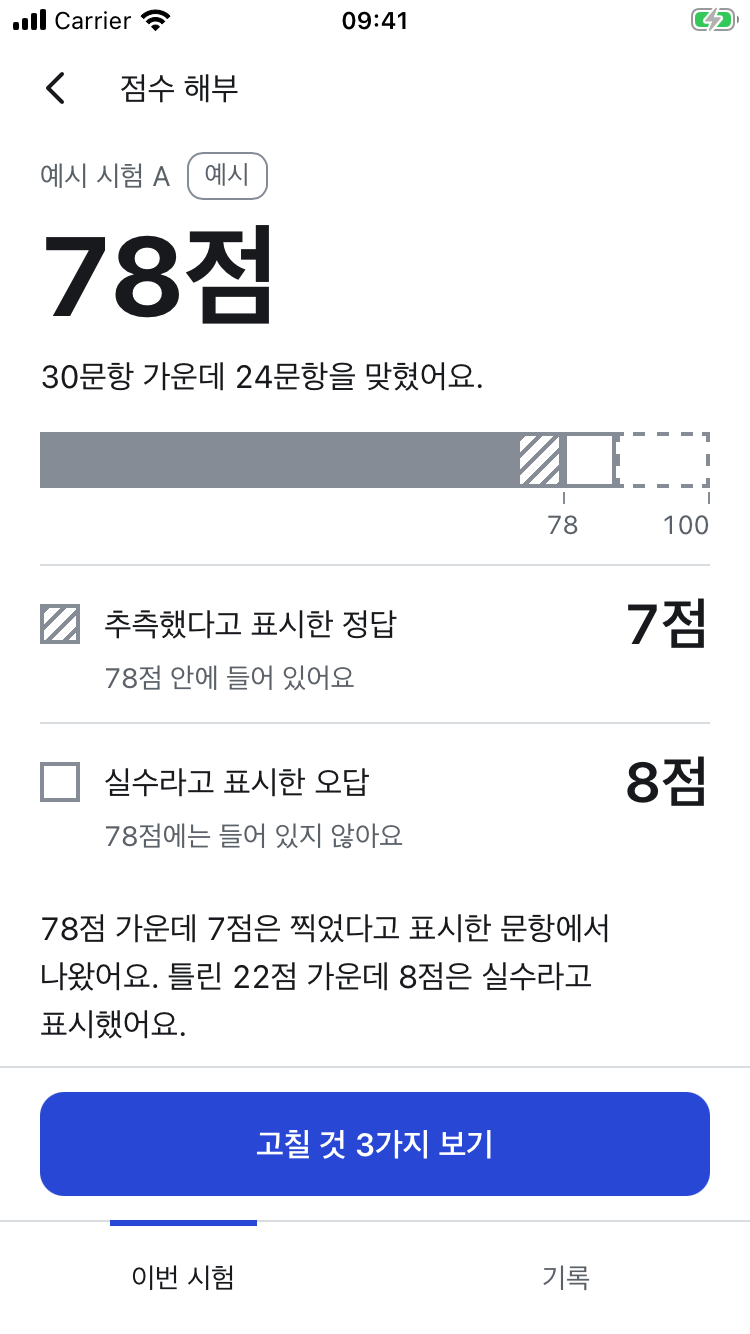 Carrier 09:41
점수 해부
예시 시험 A 예시
78점
30문항 가운데 24문항을 맞혔어요.
78 100
추측했다고 표시한 정답 7점
78점 안에 들어 있어요
실수라고 표시한 오답 8점
78점에는 들어 있지 않아요
78점 가운데 7점은 찍었다고 표시한 문항에서
나왔어요. 틀린 22점 가운데 8점은 실수라고
표시했어요.
고칠 것 3가지 보기
이번 시험 기록